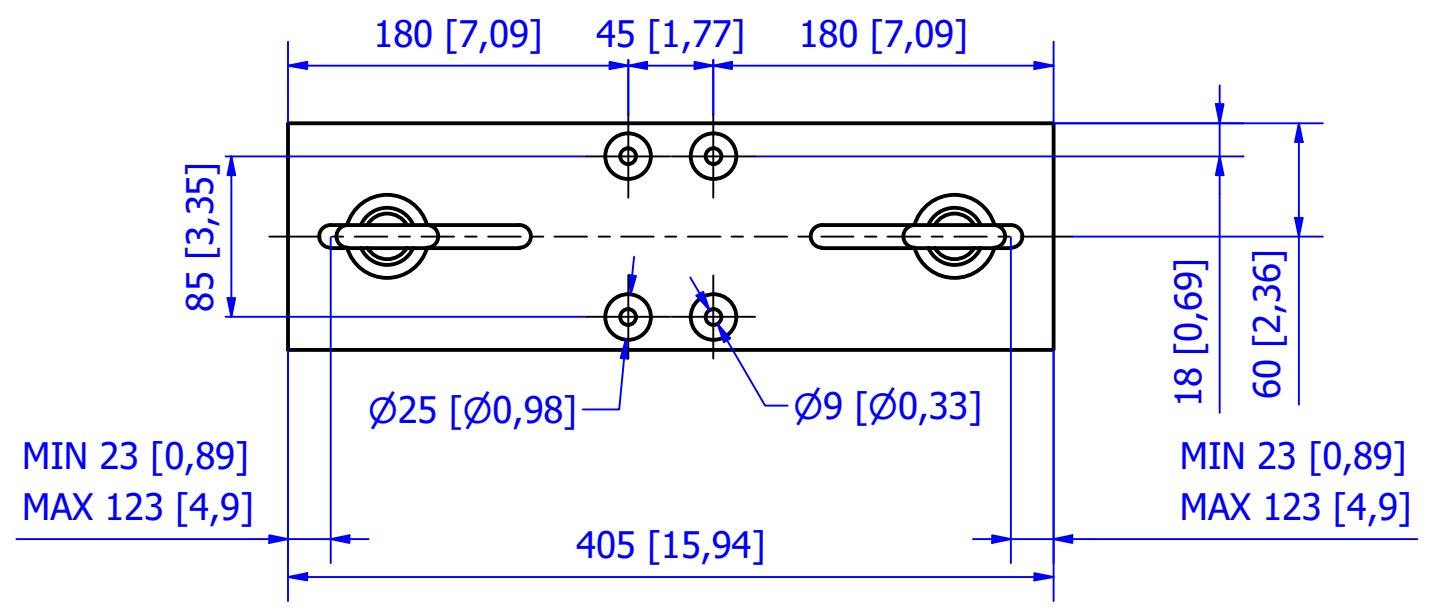 180 [7,09] 45 [1,77] 180 [7,09]
85 [3,35]
18 [0,69]
60 [2,36]
Ø25 [Ø0,98]
Ø9 [Ø0,33]
MIN 23 [0,89]
MAX 123 [4,9]
MIN 23 [0,89]
MAX 123 [4,9]
405 [15,94]